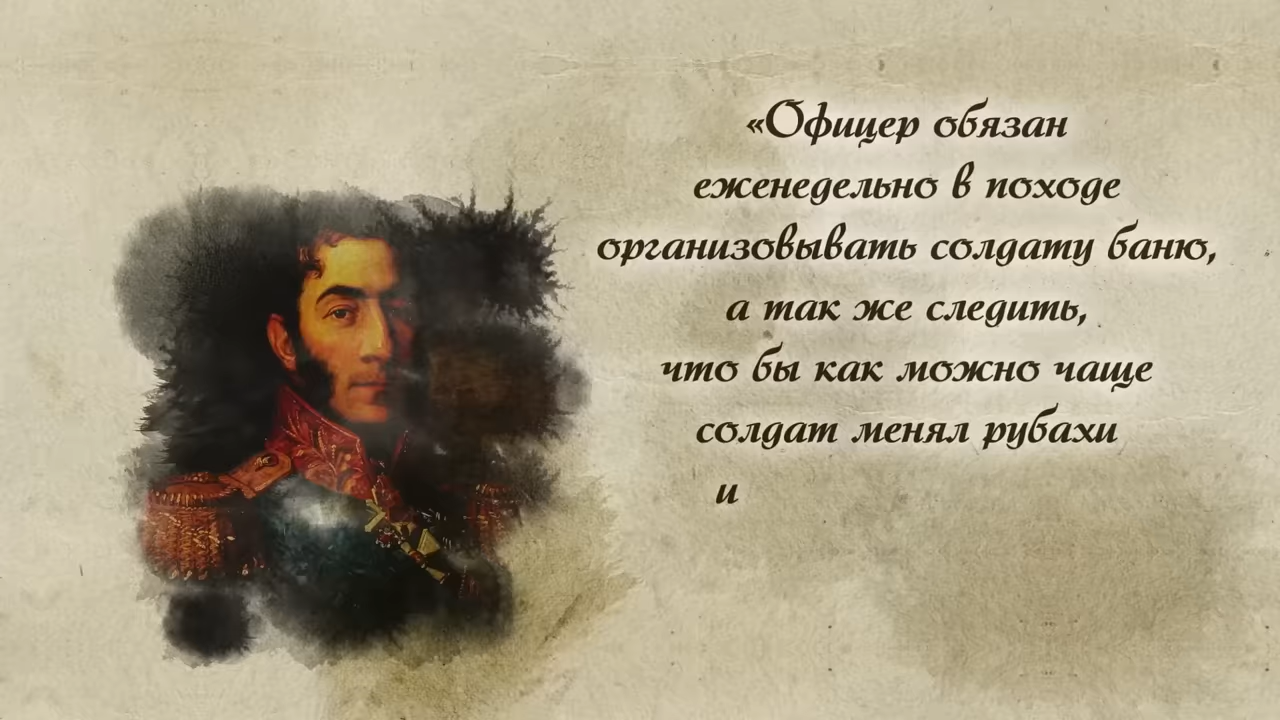 «Офицер обязан
еженедельно в походе
организовывать солдату баню,
а так же следить,
что бы как можно чаще
солдат менял рубахи
и